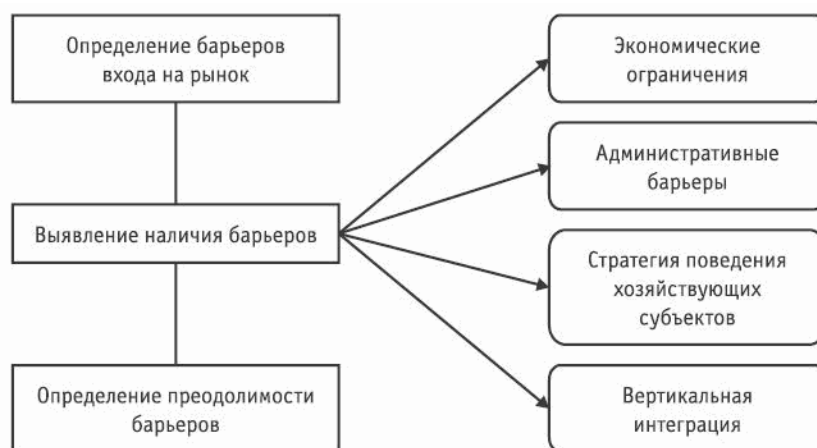 Определение барьеров
входа на рынок
Выявление наличия барьеров
Определение преодолимости
барьеров
Экономические
ограничения
Административные
барьеры
Стратегия поведения
хозяйствующих
субъектов
Вертикальная
интеграция